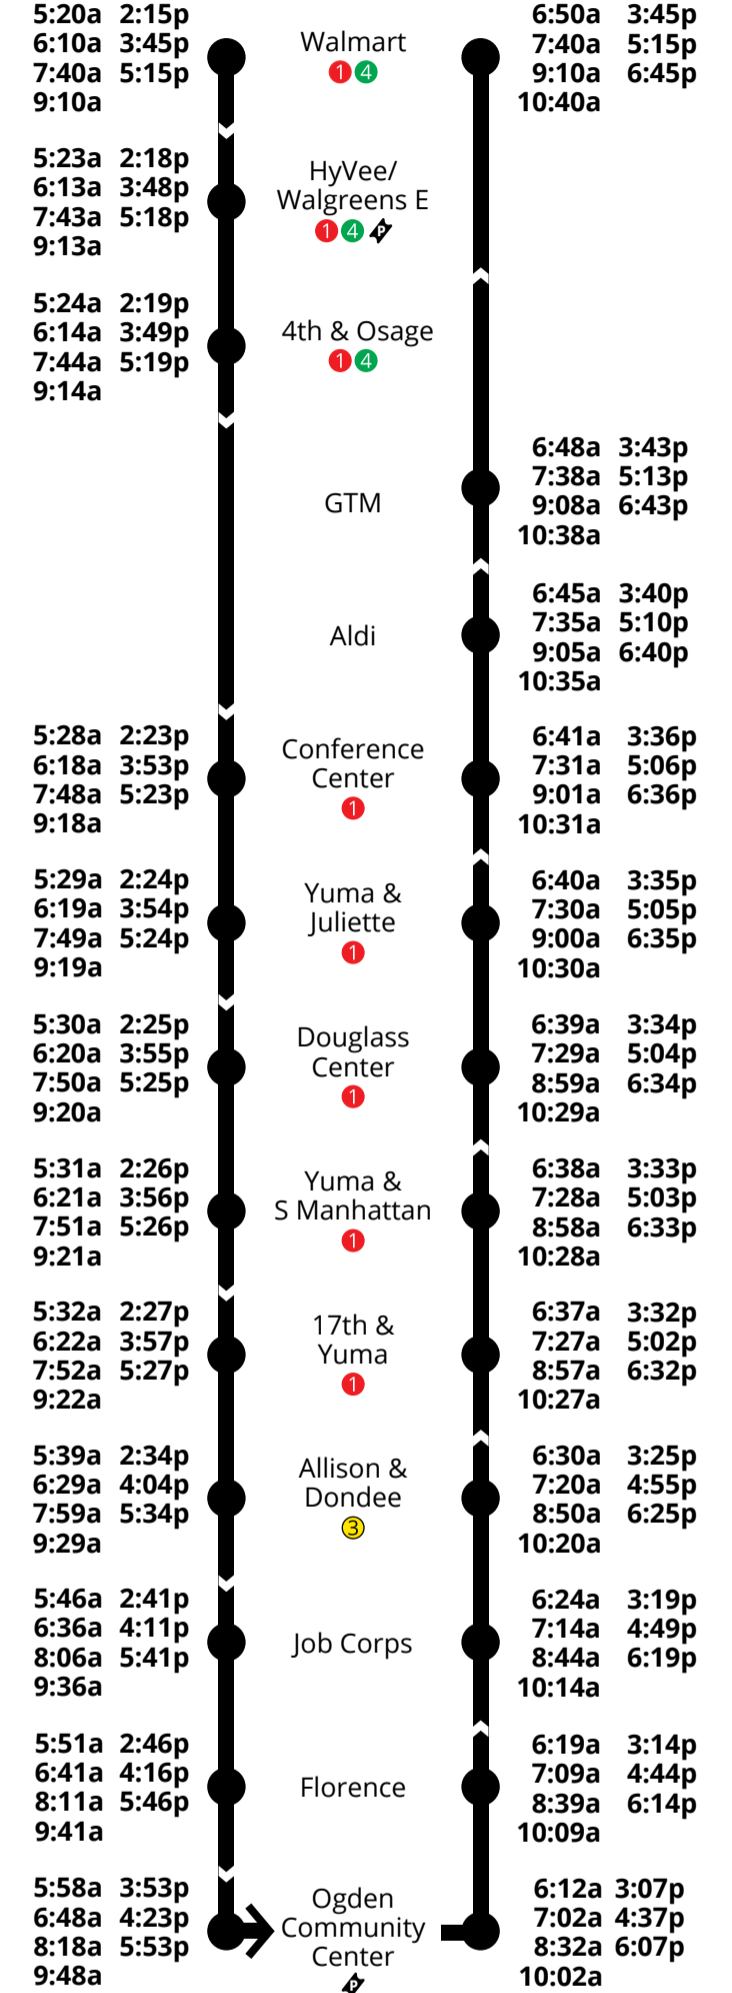 5:20a 2:15p
6:10a 3:45p
7:40a 5:15p
9:10a
Walmart
1 4
6:50a 3:45p
7:40a 5:15p
9:10a 6:45p
10:40a
5:23a 2:18p
6:13a 3:48p
7:43a 5:18p
9:13a
HyVee/
Walgreens E
1 4 P
5:24a 2:19p
6:14a 3:49p
7:44a 5:19p
9:14a
4th & Osage
1 4
GTM
6:48a 3:43p
7:38a 5:13p
9:08a 6:43p
10:38a
Aldi
6:45a 3:40p
7:35a 5:10p
9:05a 6:40p
10:35a
5:28a 2:23p
6:18a 3:53p
7:48a 5:23p
9:18a
Conference
Center
1
6:41a 3:36p
7:31a 5:06p
9:01a 6:36p
10:31a
5:29a 2:24p
6:19a 3:54p
7:49a 5:24p
9:19a
Yuma &
Juliette
1
6:40a 3:35p
7:30a 5:05p
9:00a 6:35p
10:30a
5:30a 2:25p
6:20a 3:55p
7:50a 5:25p
9:20a
Douglass
Center
1
6:39a 3:34p
7:29a 5:04p
8:59a 6:34p
10:29a
5:31a 2:26p
6:21a 3:56p
7:51a 5:26p
9:21a
Yuma &
S Manhattan
1
6:38a 3:33p
7:28a 5:03p
8:58a 6:33p
10:28a
5:32a 2:27p
6:22a 3:57p
7:52a 5:27p
9:22a
17th &
Yuma
1
6:37a 3:32p
7:27a 5:02p
8:57a 6:32p
10:27a
5:39a 2:34p
6:29a 4:04p
7:59a 5:34p
9:29a
Allison &
Dondee
3
6:30a 3:25p
7:20a 4:55p
8:50a 6:25p
10:20a
5:46a 2:41p
6:36a 4:11p
8:06a 5:41p
9:36a
Job Corps
6:24a 3:19p
7:14a 4:49p
8:44a 6:19p
10:14a
5:51a 2:46p
6:41a 4:16p
8:11a 5:46p
9:41a
Florence
6:19a 3:14p
7:09a 4:44p
8:39a 6:14p
10:09a
5:58a 3:53p
6:48a 4:23p
8:18a 5:53p
9:48a
Ogden
Community
Center
P
6:12a 3:07p
7:02a 4:37p
8:32a 6:07p
10:02a